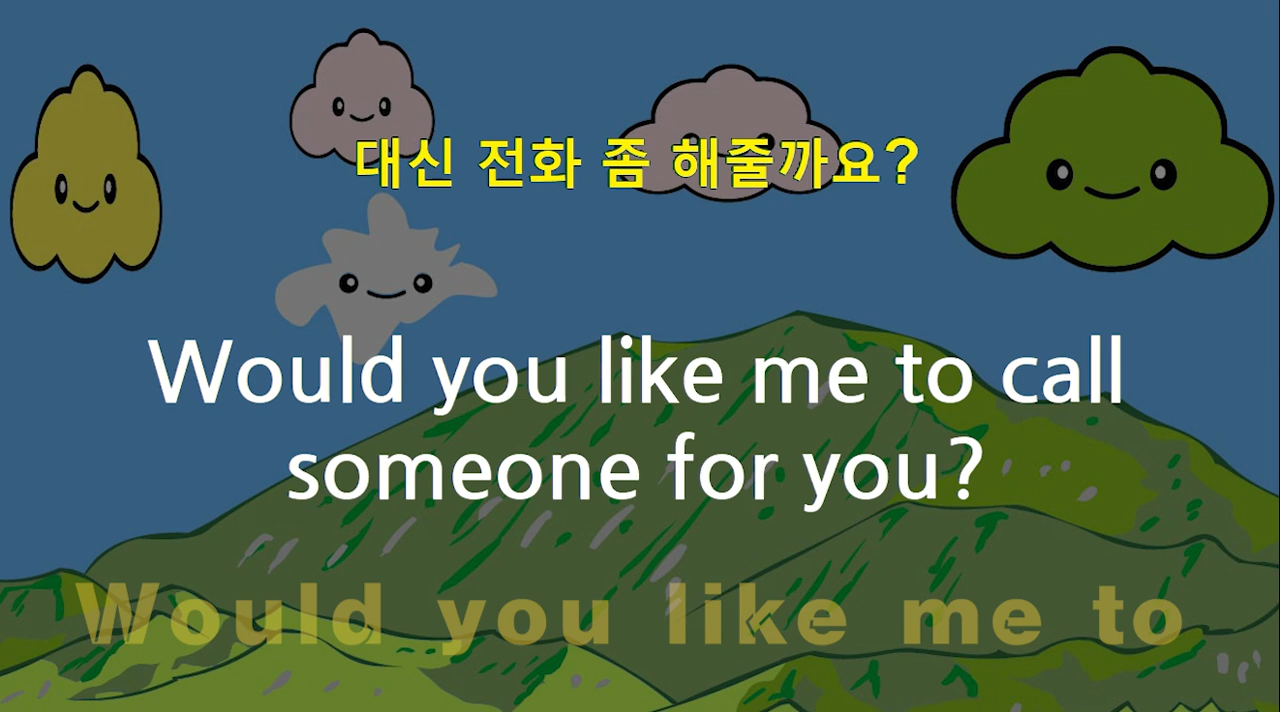 대신 전화 좀 해줄까요?
Would you like me to call
someone for you?
Would you like me to